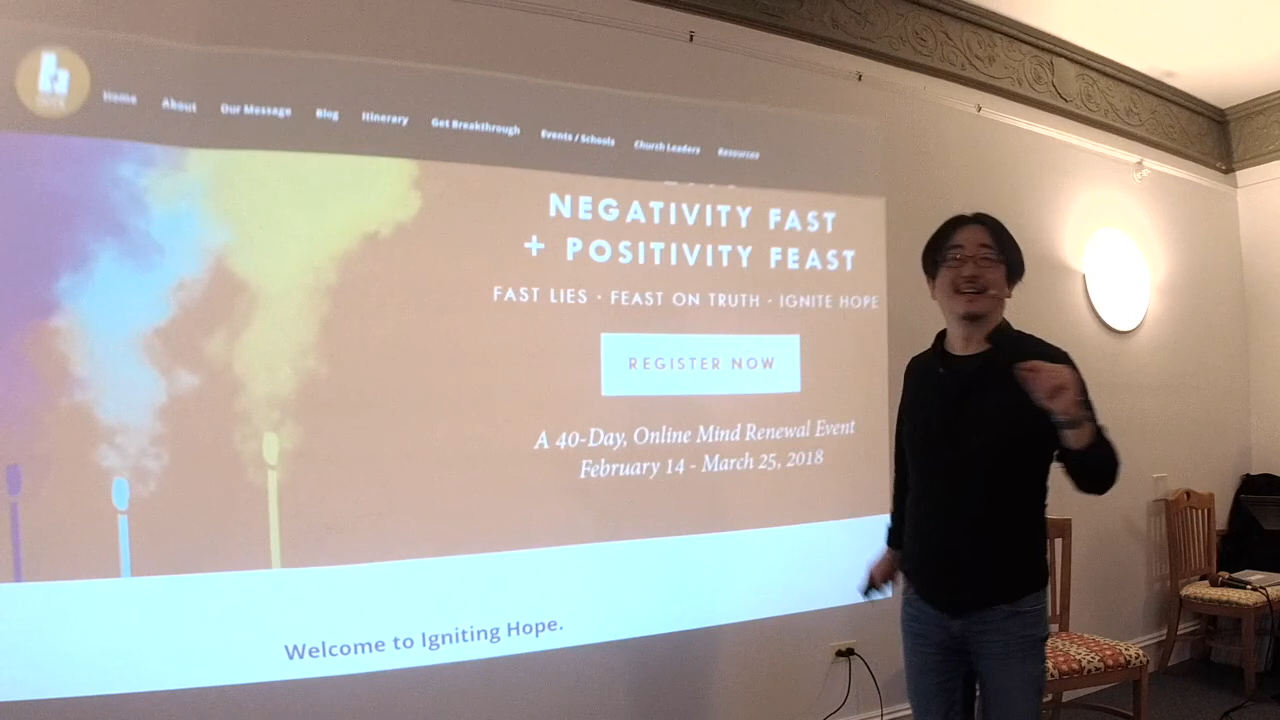 Home About Our Message Blog Itinerary Get Breakthrough Events / Schools Church Leaders Resources
NEGATIVITY FAST
+ POSITIVITY FEAST
FAST LIES · FEAST ON TRUTH · IGNITE HOPE
REGISTER NOW
A 40-Day, Online Mind Renewal Event
February 14 - March 25, 2018
Welcome to Igniting Hope.